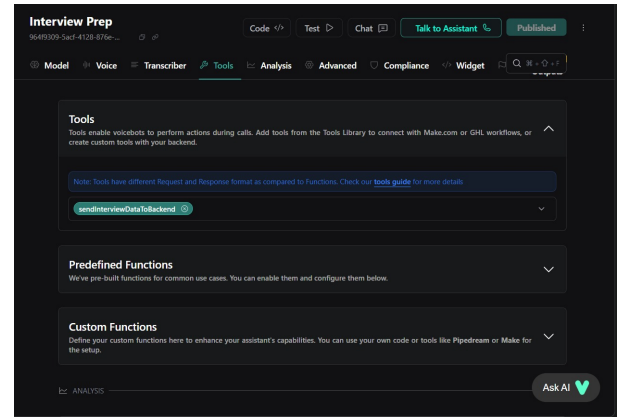 Interview Prep
964f9309-5acf-4128-876e-...
Code </> Test Chat Talk to Assistant Published
Model Voice Transcriber Tools Analysis Advanced Compliance Widget
Tools
Tools enable voicebots to perform actions during calls. Add tools from the Tools Library to connect with Make.com or GHL workflows, or
create custom tools with your backend.
Note: Tools have different Request and Response format as compared to Functions. Check our tools guide for more details
sendInterviewDataToBackend
Predefined Functions
We've pre-built functions for common use cases. You can enable them and configure them below.
Custom Functions
Define your custom functions here to enhance your assistant's capabilities. You can use your own code or tools like Pipedream or Make for
the setup.
ANALYSIS
Ask AI